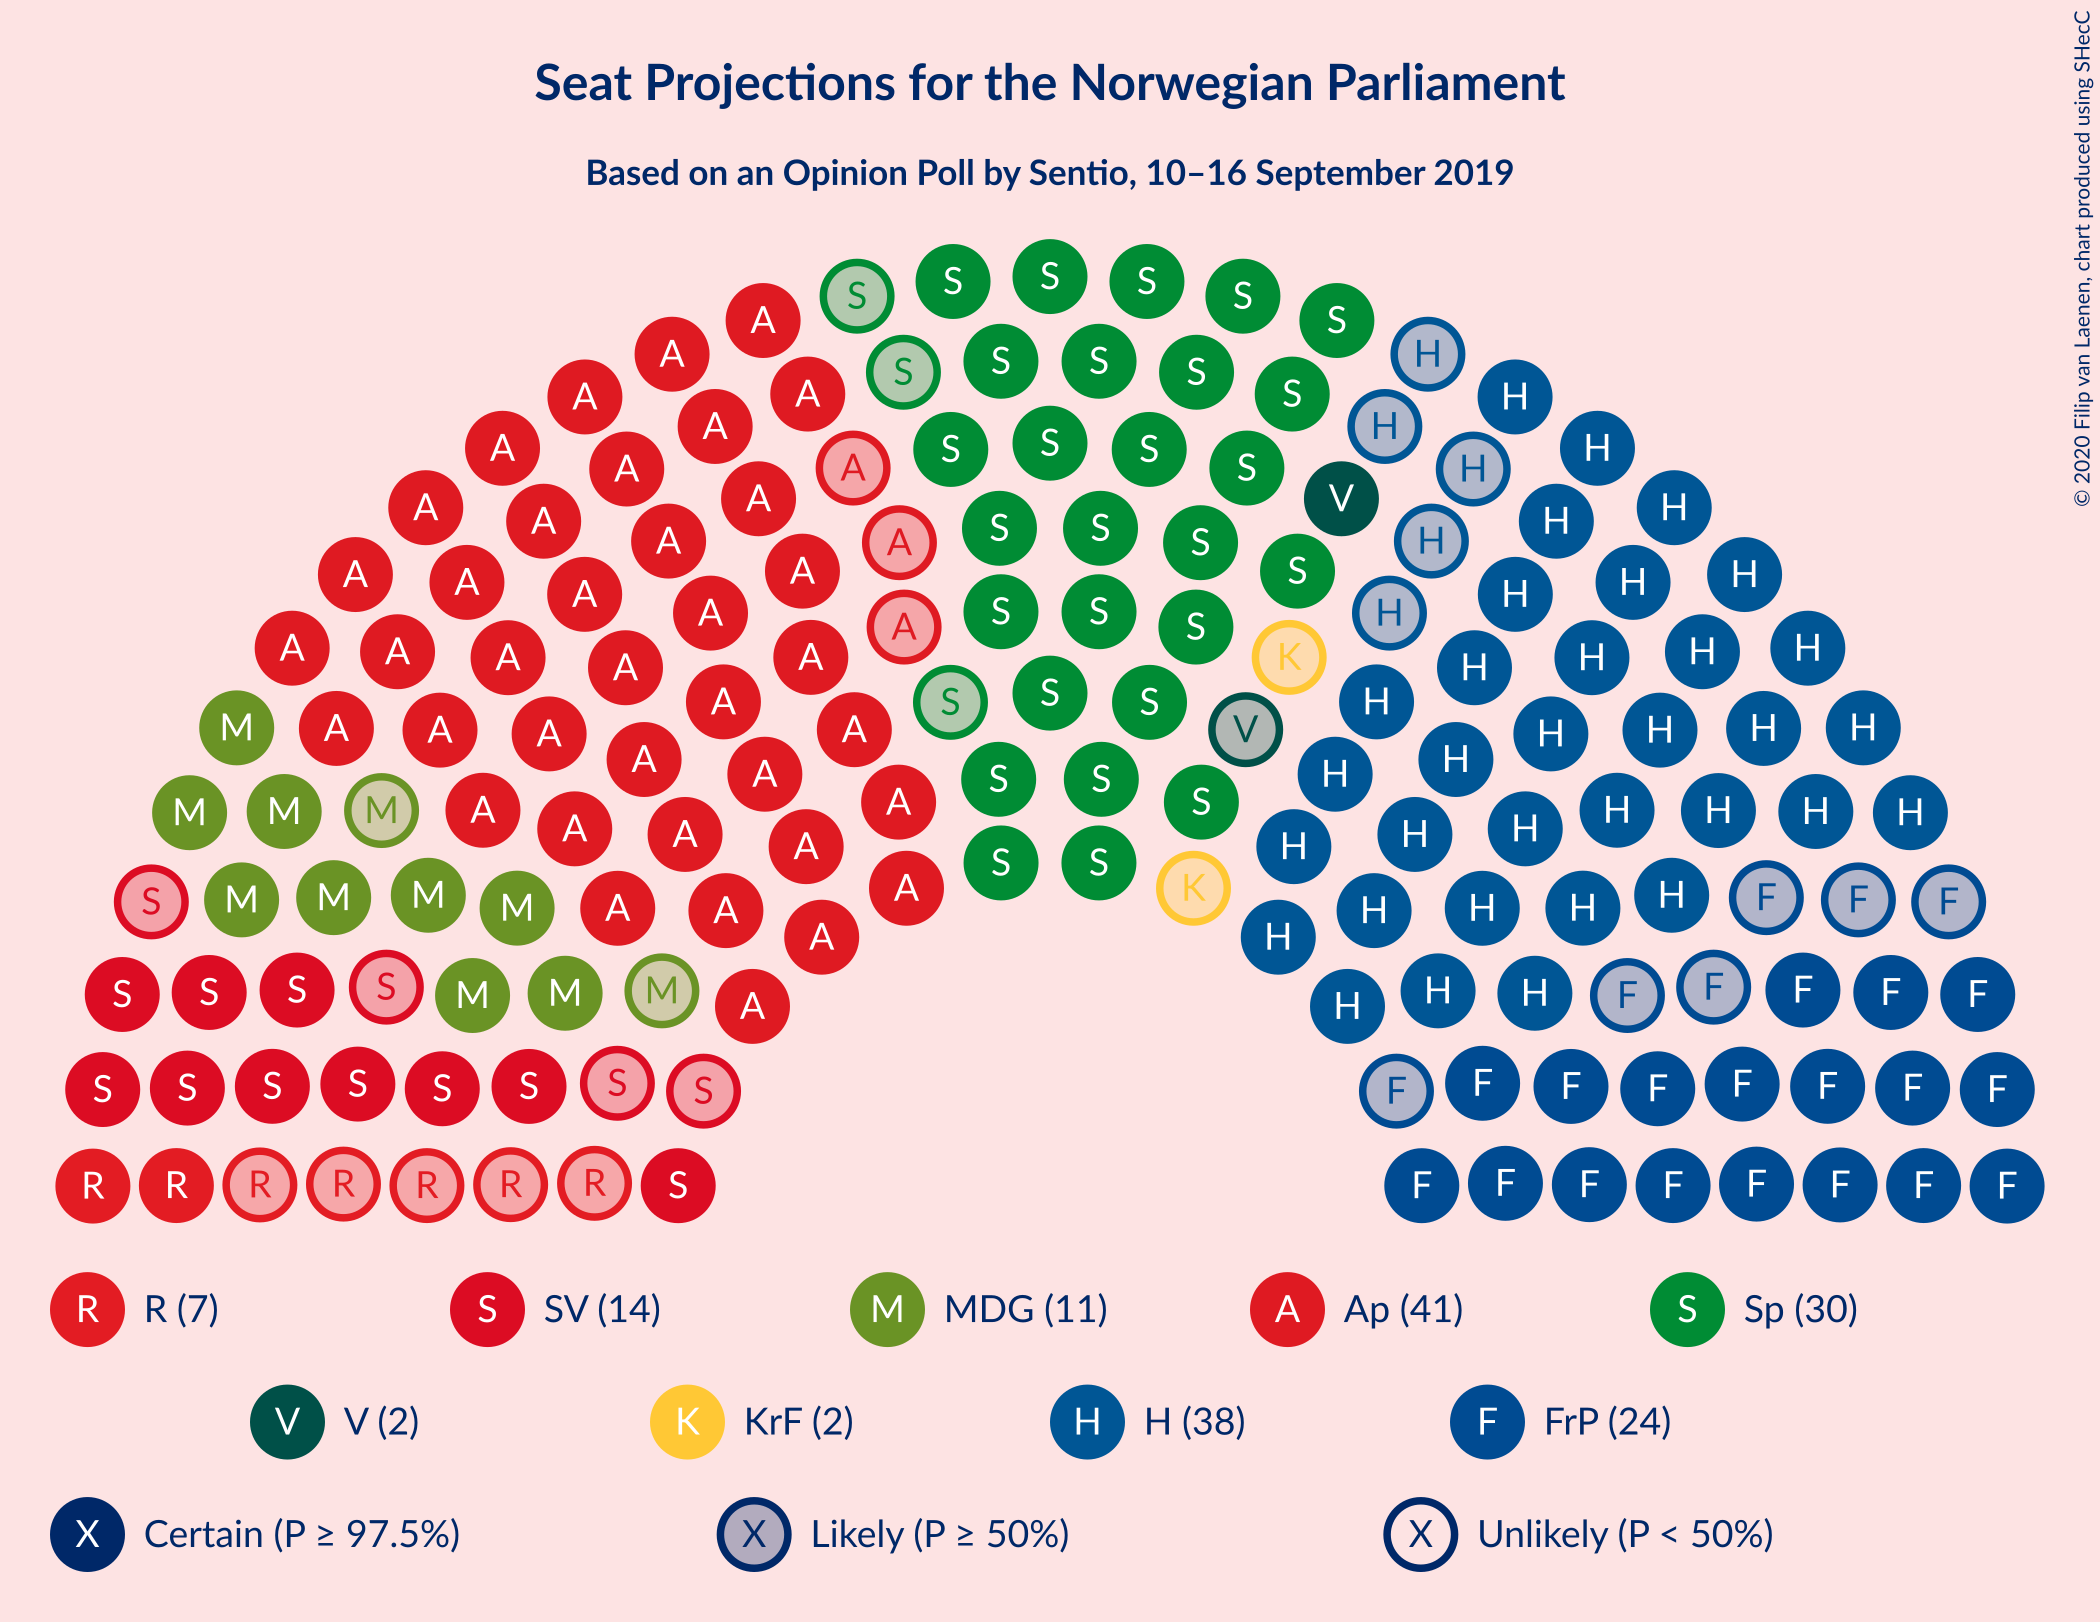 Seat Projections for the Norwegian Parliament
Based on an Opinion Poll by Sentio, 10–16 September 2019
© 2020 Filip van Laenen, chart produced using SHecC
S S S S S S
A A H H
A S S S S S A
A H H H
A A S S S S A A V H H
A A S S S S A A H H H
A A A S S S A A K H H H H
A A A A S S S A V H H H H H
M A A A A A S S S A H H H H H H
M M M A A A A A S S K H H H H H H H
S M M M M A A A H H H H H F F F
S S S S M M M A H H H F F F F F
S S S S S S S S F F F F F F F F
R R R R R R R S F F F F F F F F
R R (7) S SV (14) M MDG (11) A Ap (41) S Sp (30)
V V (2) K KrF (2) H H (38) F FrP (24)
X Certain (P ≥ 97.5%) X Likely (P ≥ 50%) X Unlikely (P < 50%)